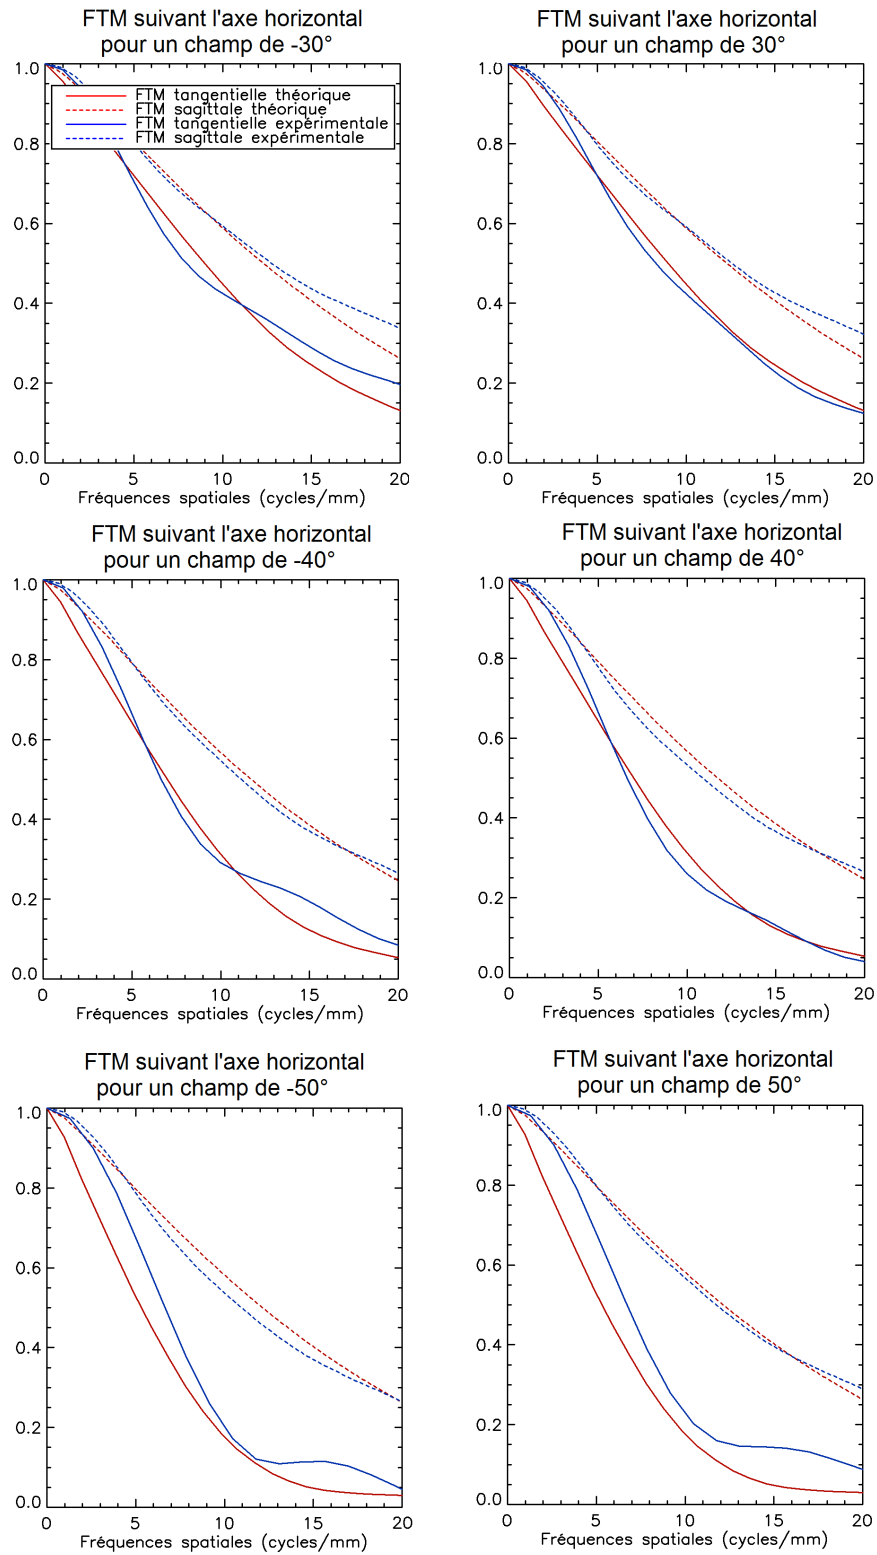 FTM suivant l'axe horizontal
pour un champ de -30°
1.0
0.8
0.6
0.4
0.2
0.0
FTM tangentielle théorique
FTM sagittale théorique
FTM tangentielle expérimentale
FTM sagittale expérimentale
0 5 10 15 20
Fréquences spatiales (cycles/mm)
FTM suivant l'axe horizontal
pour un champ de 30°
1.0
0.8
0.6
0.4
0.2
0.0
0 5 10 15 20
Fréquences spatiales (cycles/mm)
FTM suivant l'axe horizontal
pour un champ de -40°
1.0
0.8
0.6
0.4
0.2
0.0
0 5 10 15 20
Fréquences spatiales (cycles/mm)
FTM suivant l'axe horizontal
pour un champ de 40°
1.0
0.8
0.6
0.4
0.2
0.0
0 5 10 15 20
Fréquences spatiales (cycles/mm)
FTM suivant l'axe horizontal
pour un champ de -50°
1.0
0.8
0.6
0.4
0.2
0.0
0 5 10 15 20
Fréquences spatiales (cycles/mm)
FTM suivant l'axe horizontal
pour un champ de 50°
1.0
0.8
0.6
0.4
0.2
0.0
0 5 10 15 20
Fréquences spatiales (cycles/mm)